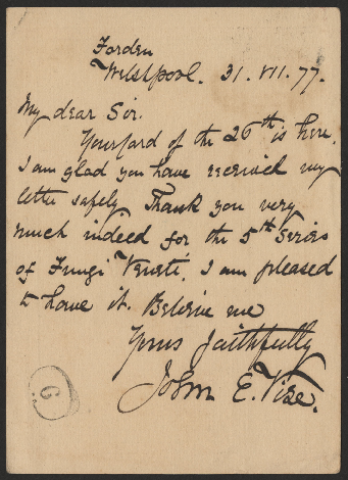 Forden
Welshpool. 31. VII. 77.
My dear Sir.
Your card of the 26th is here.
I am glad you have received my
letter safely. Thank you very
much indeed for the 5th Series
of Fungi Veneti. I am pleased
to have it. Believe me
Yours faithfully
John E. Vize.
G